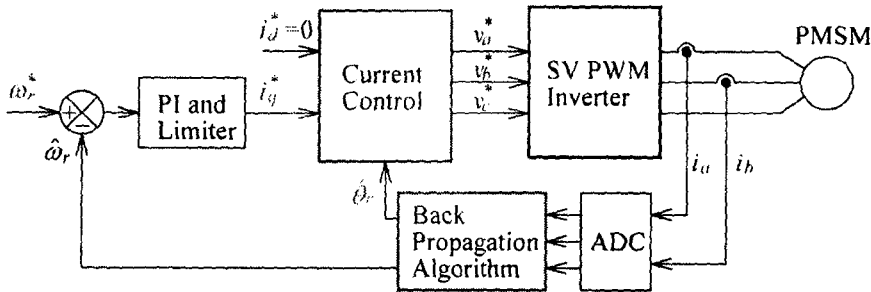 i_d^* = 0
ω_r^*
+
−
ω̂_r
PI and
Limiter
i_q^*
Current
Control
v_a^*
v_b^*
v_c^*
SV PWM
Inverter
PMSM
i_a
i_b
θ̂_r
Back
Propagation
Algorithm
ADC